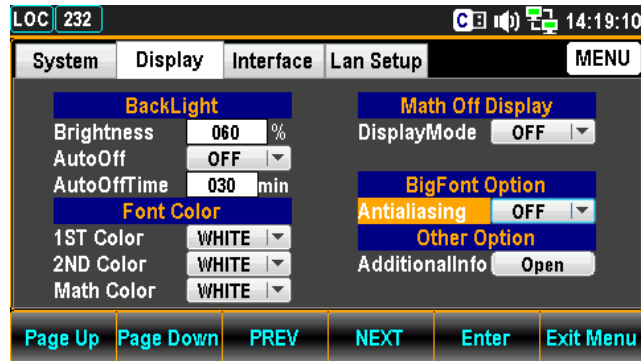 LOC 232 C 14:19:10
System Display Interface Lan Setup MENU
BackLight
Brightness 060 %
AutoOff OFF
AutoOffTime 030 min
Font Color
1ST Color WHITE
2ND Color WHITE
Math Color WHITE
Math Off Display
DisplayMode OFF
BigFont Option
Antialiasing OFF
Other Option
AdditionalInfo Open
Page Up Page Down PREV NEXT Enter Exit Menu